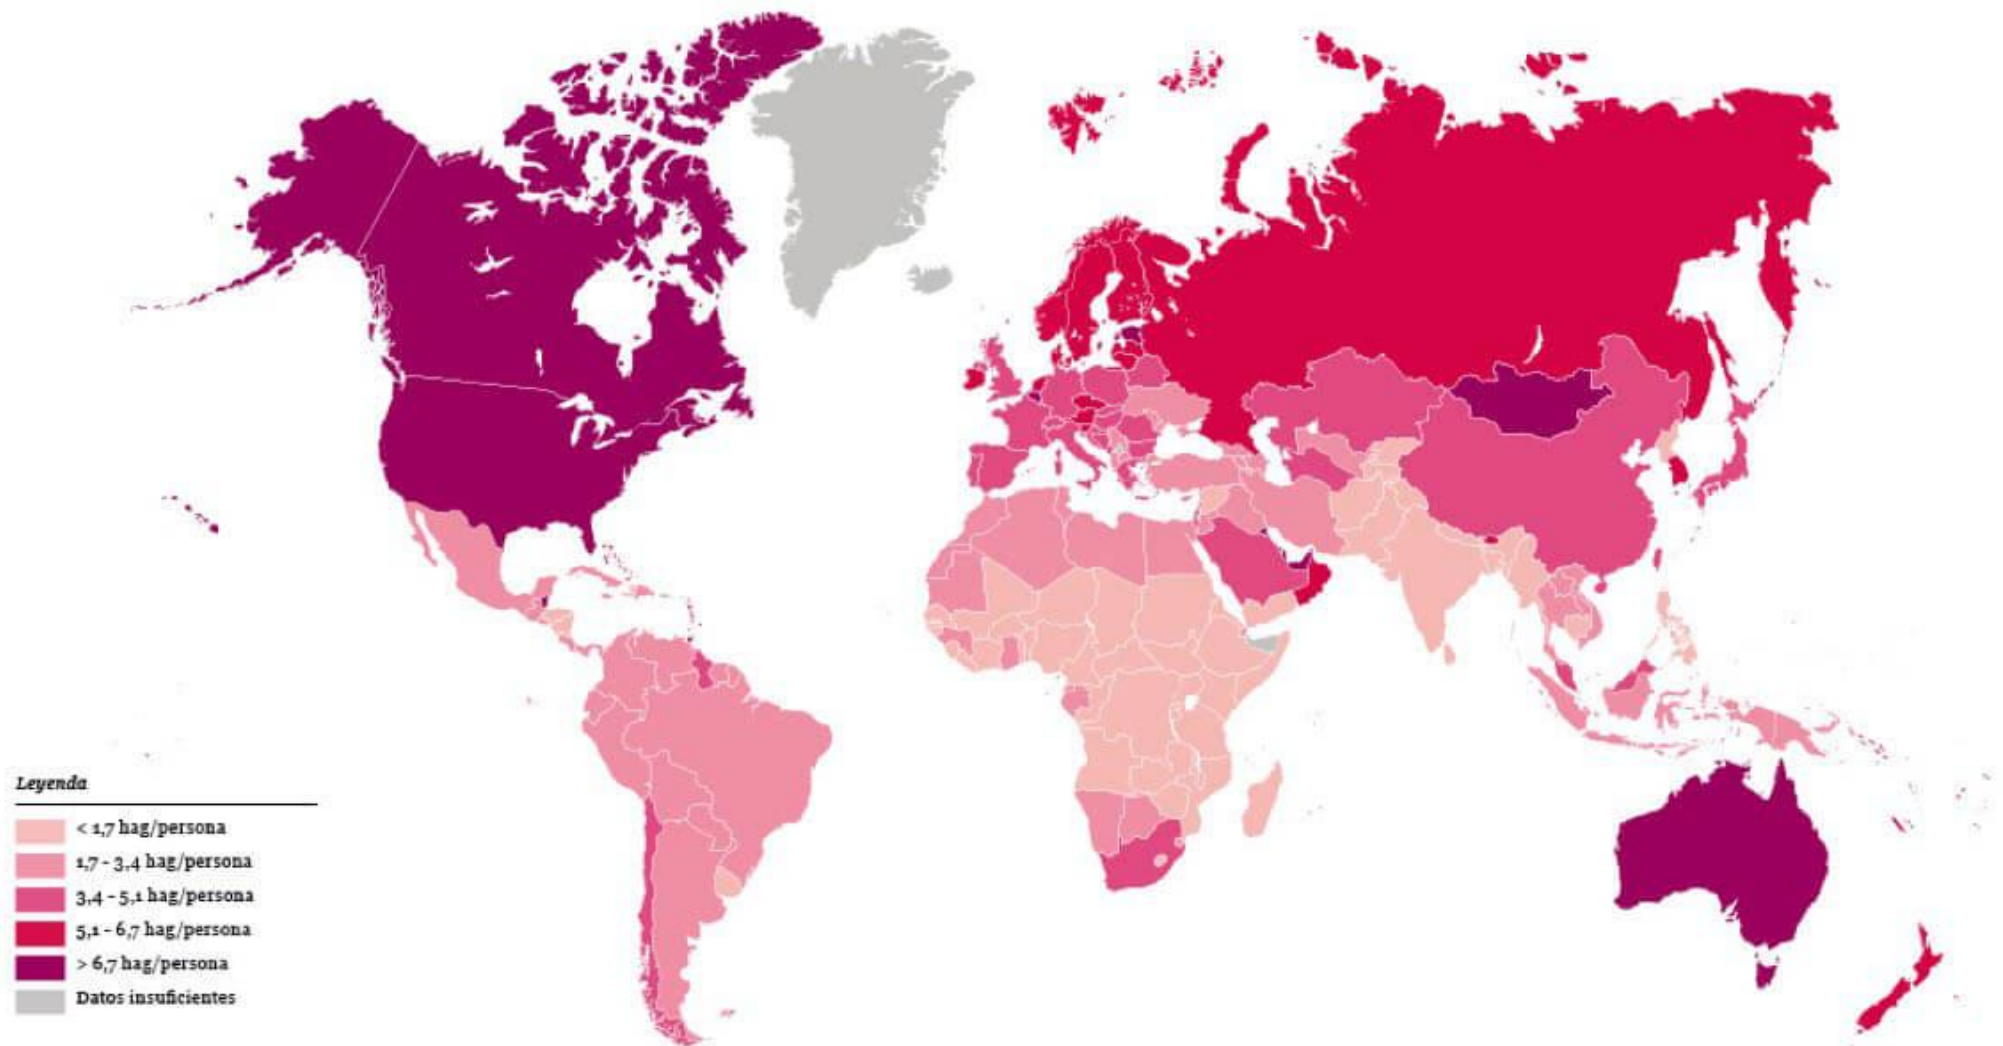 Leyenda
< 1,7 hag/persona
1,7 - 3,4 hag/persona
3,4 - 5,1 hag/persona
5,1 - 6,7 hag/persona
> 6,7 hag/persona
Datos insuficientes